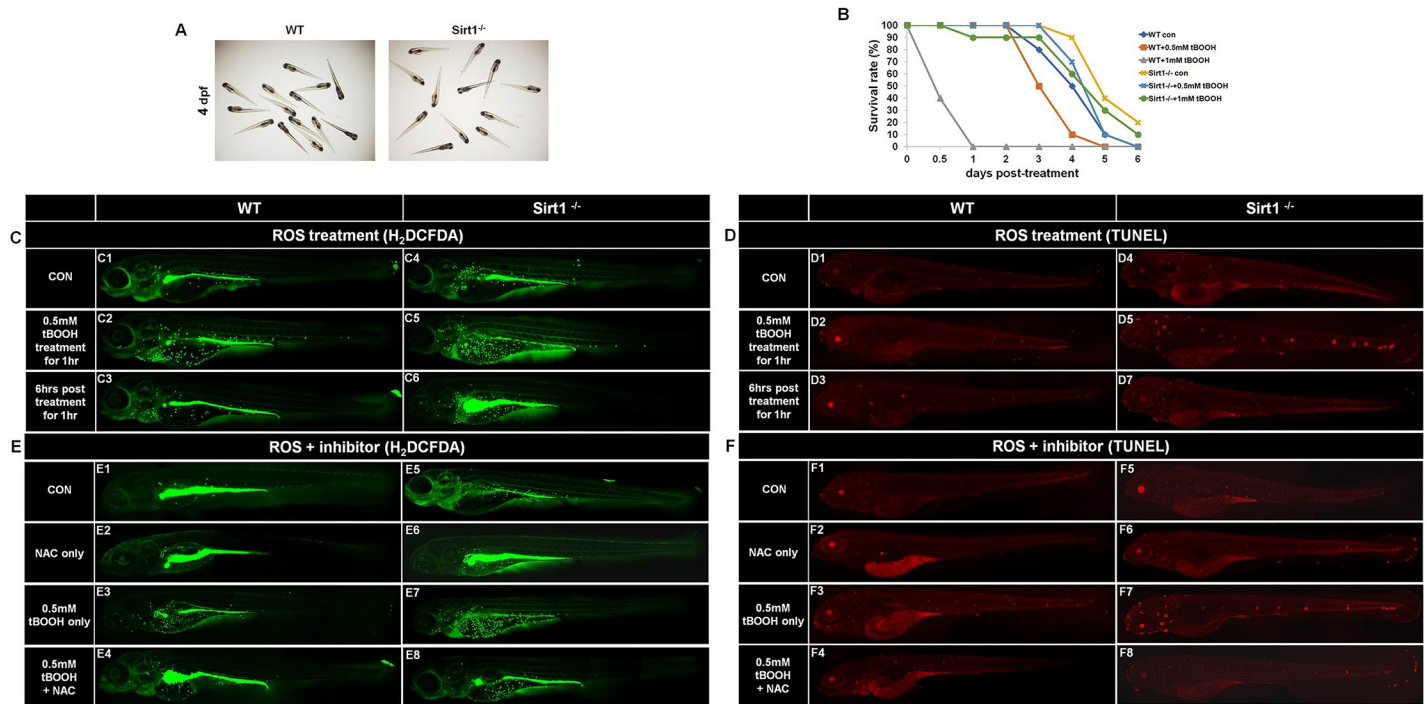 A
WT
Sirt1-/-
4 dpf
B
Survival rate (%)
100
90
80
70
60
50
40
30
20
10
0
0 0.5 1 2 3 4 5 6
days post-treatment
WT con
WT+0.5mM tBOOH
WT+1mM tBOOH
Sirt1-/- con
Sirt1-/-+0.5mM tBOOH
Sirt1-/-+1mM tBOOH
WT Sirt1 -/-
C ROS treatment (H2DCFDA)
CON
C1 C4
0.5mM
tBOOH
treatment
for 1hr
C2 C5
6hrs post
treatment
for 1hr
C3 C6
E ROS + inhibitor (H2DCFDA)
CON
E1 E5
NAC only
E2 E6
0.5mM
tBOOH only
E3 E7
0.5mM
tBOOH
+ NAC
E4 E8
WT Sirt1 -/-
D ROS treatment (TUNEL)
CON
D1 D4
0.5mM
tBOOH
treatment
for 1hr
D2 D5
6hrs post
treatment
for 1hr
D3 D7
F ROS + inhibitor (TUNEL)
CON
F1 F5
NAC only
F2 F6
0.5mM
tBOOH only
F3 F7
0.5mM
tBOOH
+ NAC
F4 F8